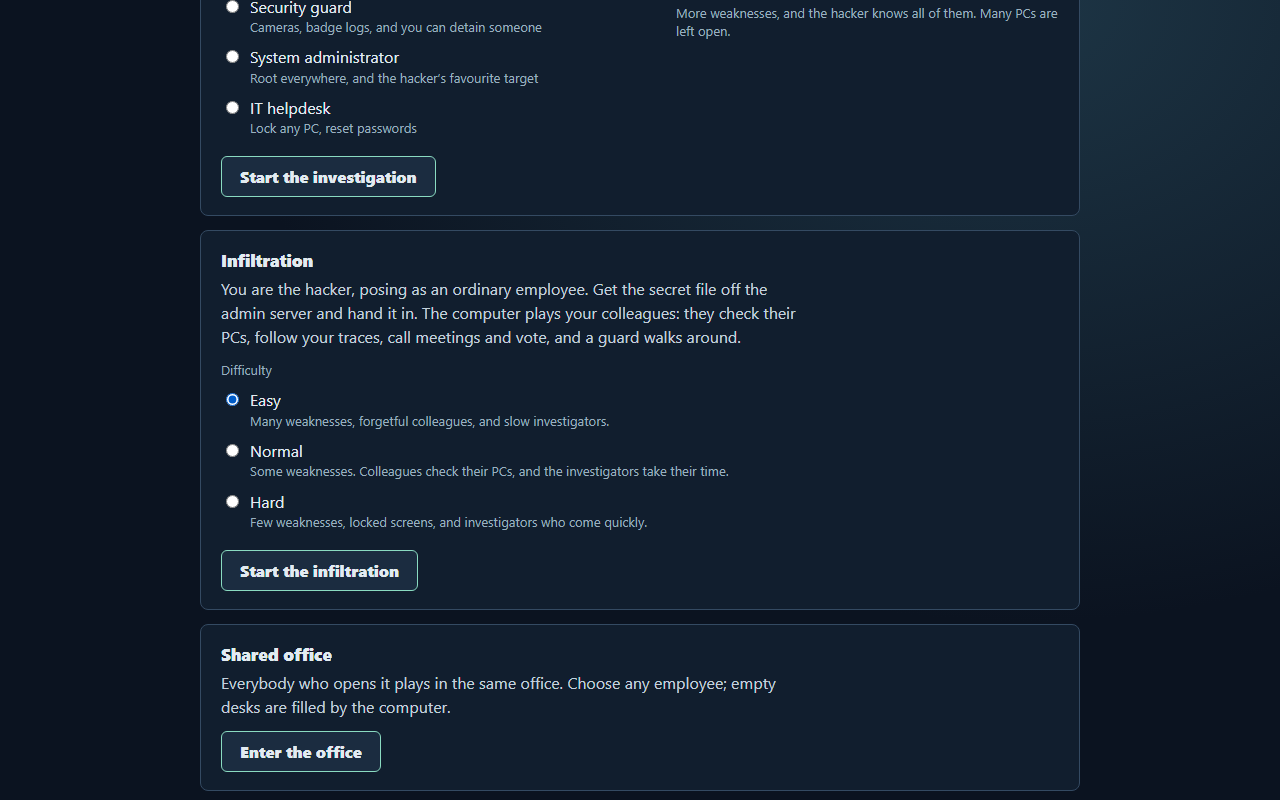 Security guard
Cameras, badge logs, and you can detain someone
System administrator
Root everywhere, and the hacker's favourite target
IT helpdesk
Lock any PC, reset passwords
More weaknesses, and the hacker knows all of them. Many PCs are
left open.
Start the investigation
Infiltration
You are the hacker, posing as an ordinary employee. Get the secret file off the
admin server and hand it in. The computer plays your colleagues: they check their
PCs, follow your traces, call meetings and vote, and a guard walks around.
Difficulty
Easy
Many weaknesses, forgetful colleagues, and slow investigators.
Normal
Some weaknesses. Colleagues check their PCs, and the investigators take their time.
Hard
Few weaknesses, locked screens, and investigators who come quickly.
Start the infiltration
Shared office
Everybody who opens it plays in the same office. Choose any employee; empty
desks are filled by the computer.
Enter the office